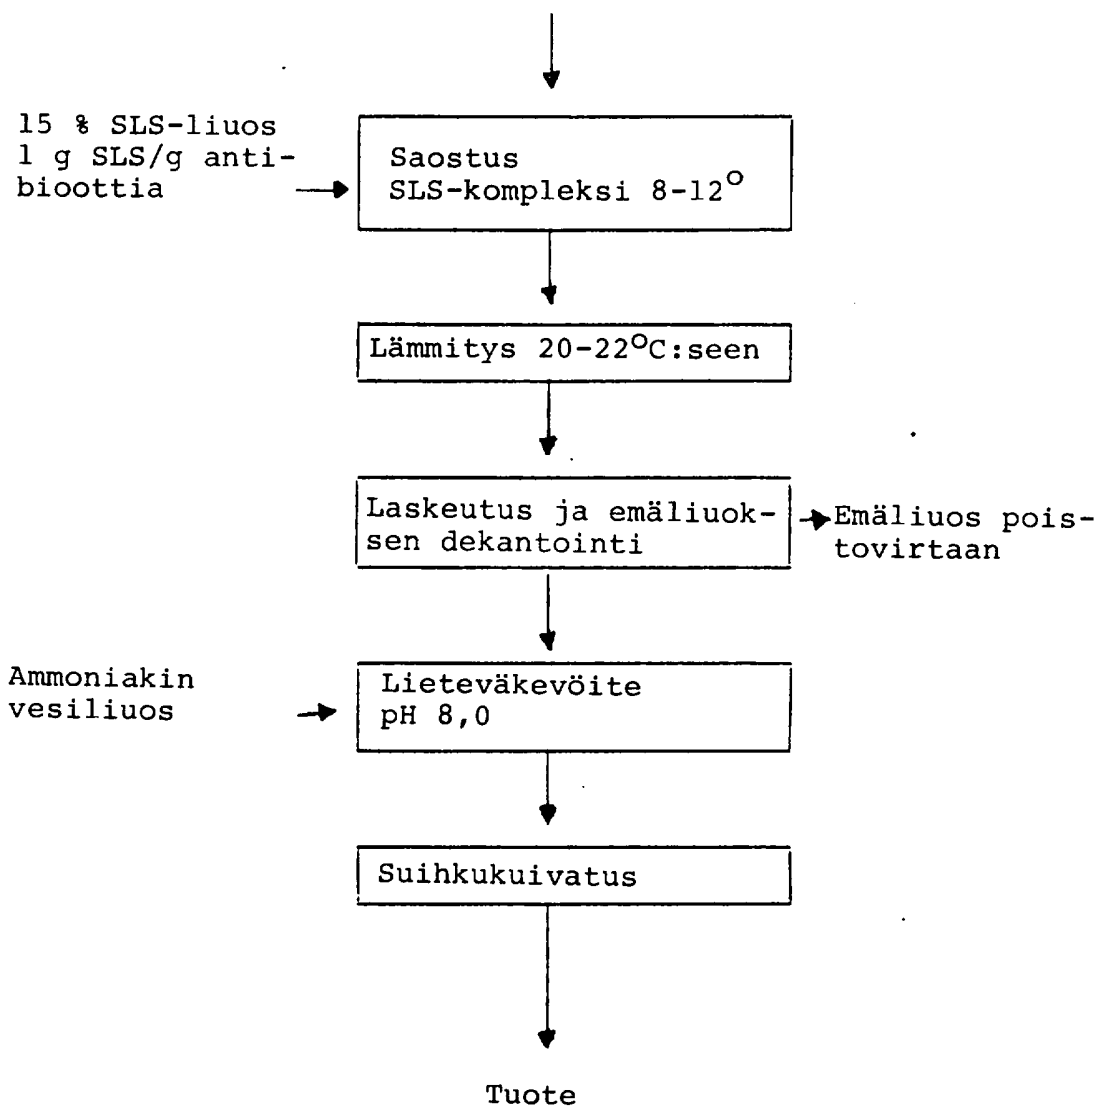 15 % SLS-liuos
1 g SLS/g anti-
bioottia
Saostus
SLS-kompleksi 8-12°
Lämmitys 20-22°C:seen
Laskeutus ja emäliuok-
sen dekantointi
Emäliuos pois-
tovirtaan
Ammoniakin
vesiliuos
Lieteväkevöite
pH 8,0
Suihkukuivatus
Tuote